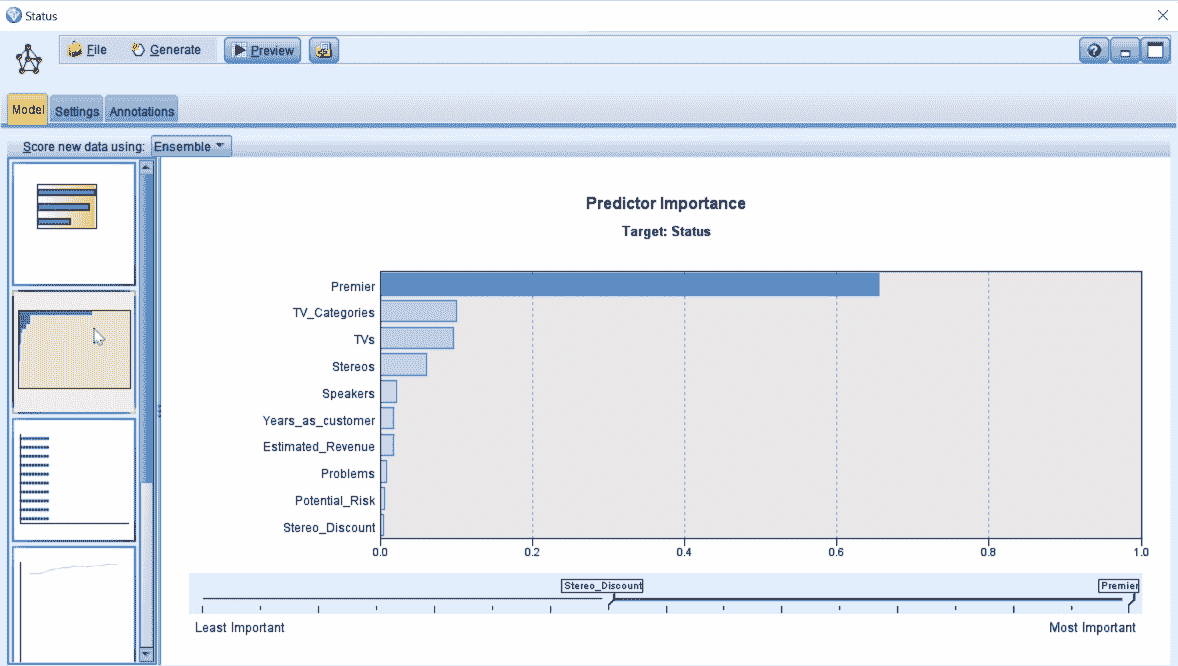 Status
File Generate Preview
Model Settings Annotations
Score new data using: Ensemble
Predictor Importance
Target: Status
Premier
TV_Categories
TVs
Stereos
Speakers
Years_as_customer
Estimated_Revenue
Problems
Potential_Risk
Stereo_Discount
0.0 0.2 0.4 0.6 0.8 1.0
Stereo_Discount Premier
Least Important Most Important